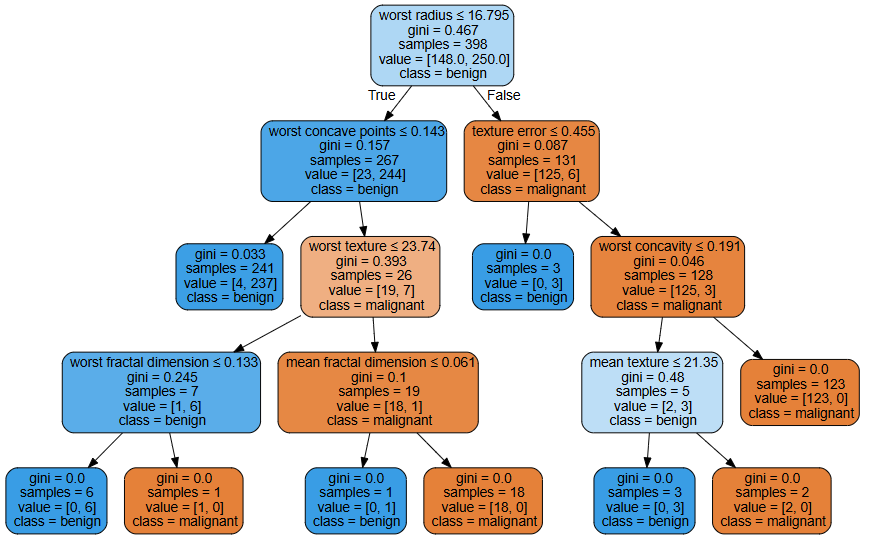 worst radius ≤ 16.795
gini = 0.467
samples = 398
value = [148.0, 250.0]
class = benign
True
False
worst concave points ≤ 0.143
gini = 0.157
samples = 267
value = [23, 244]
class = benign
texture error ≤ 0.455
gini = 0.087
samples = 131
value = [125, 6]
class = malignant
gini = 0.033
samples = 241
value = [4, 237]
class = benign
worst texture ≤ 23.74
gini = 0.393
samples = 26
value = [19, 7]
class = malignant
gini = 0.0
samples = 3
value = [0, 3]
class = benign
worst concavity ≤ 0.191
gini = 0.046
samples = 128
value = [125, 3]
class = malignant
worst fractal dimension ≤ 0.133
gini = 0.245
samples = 7
value = [1, 6]
class = benign
mean fractal dimension ≤ 0.061
gini = 0.1
samples = 19
value = [18, 1]
class = malignant
mean texture ≤ 21.35
gini = 0.48
samples = 5
value = [2, 3]
class = benign
gini = 0.0
samples = 123
value = [123, 0]
class = malignant
gini = 0.0
samples = 6
value = [0, 6]
class = benign
gini = 0.0
samples = 1
value = [1, 0]
class = malignant
gini = 0.0
samples = 1
value = [0, 1]
class = benign
gini = 0.0
samples = 18
value = [18, 0]
class = malignant
gini = 0.0
samples = 3
value = [0, 3]
class = benign
gini = 0.0
samples = 2
value = [2, 0]
class = malignant